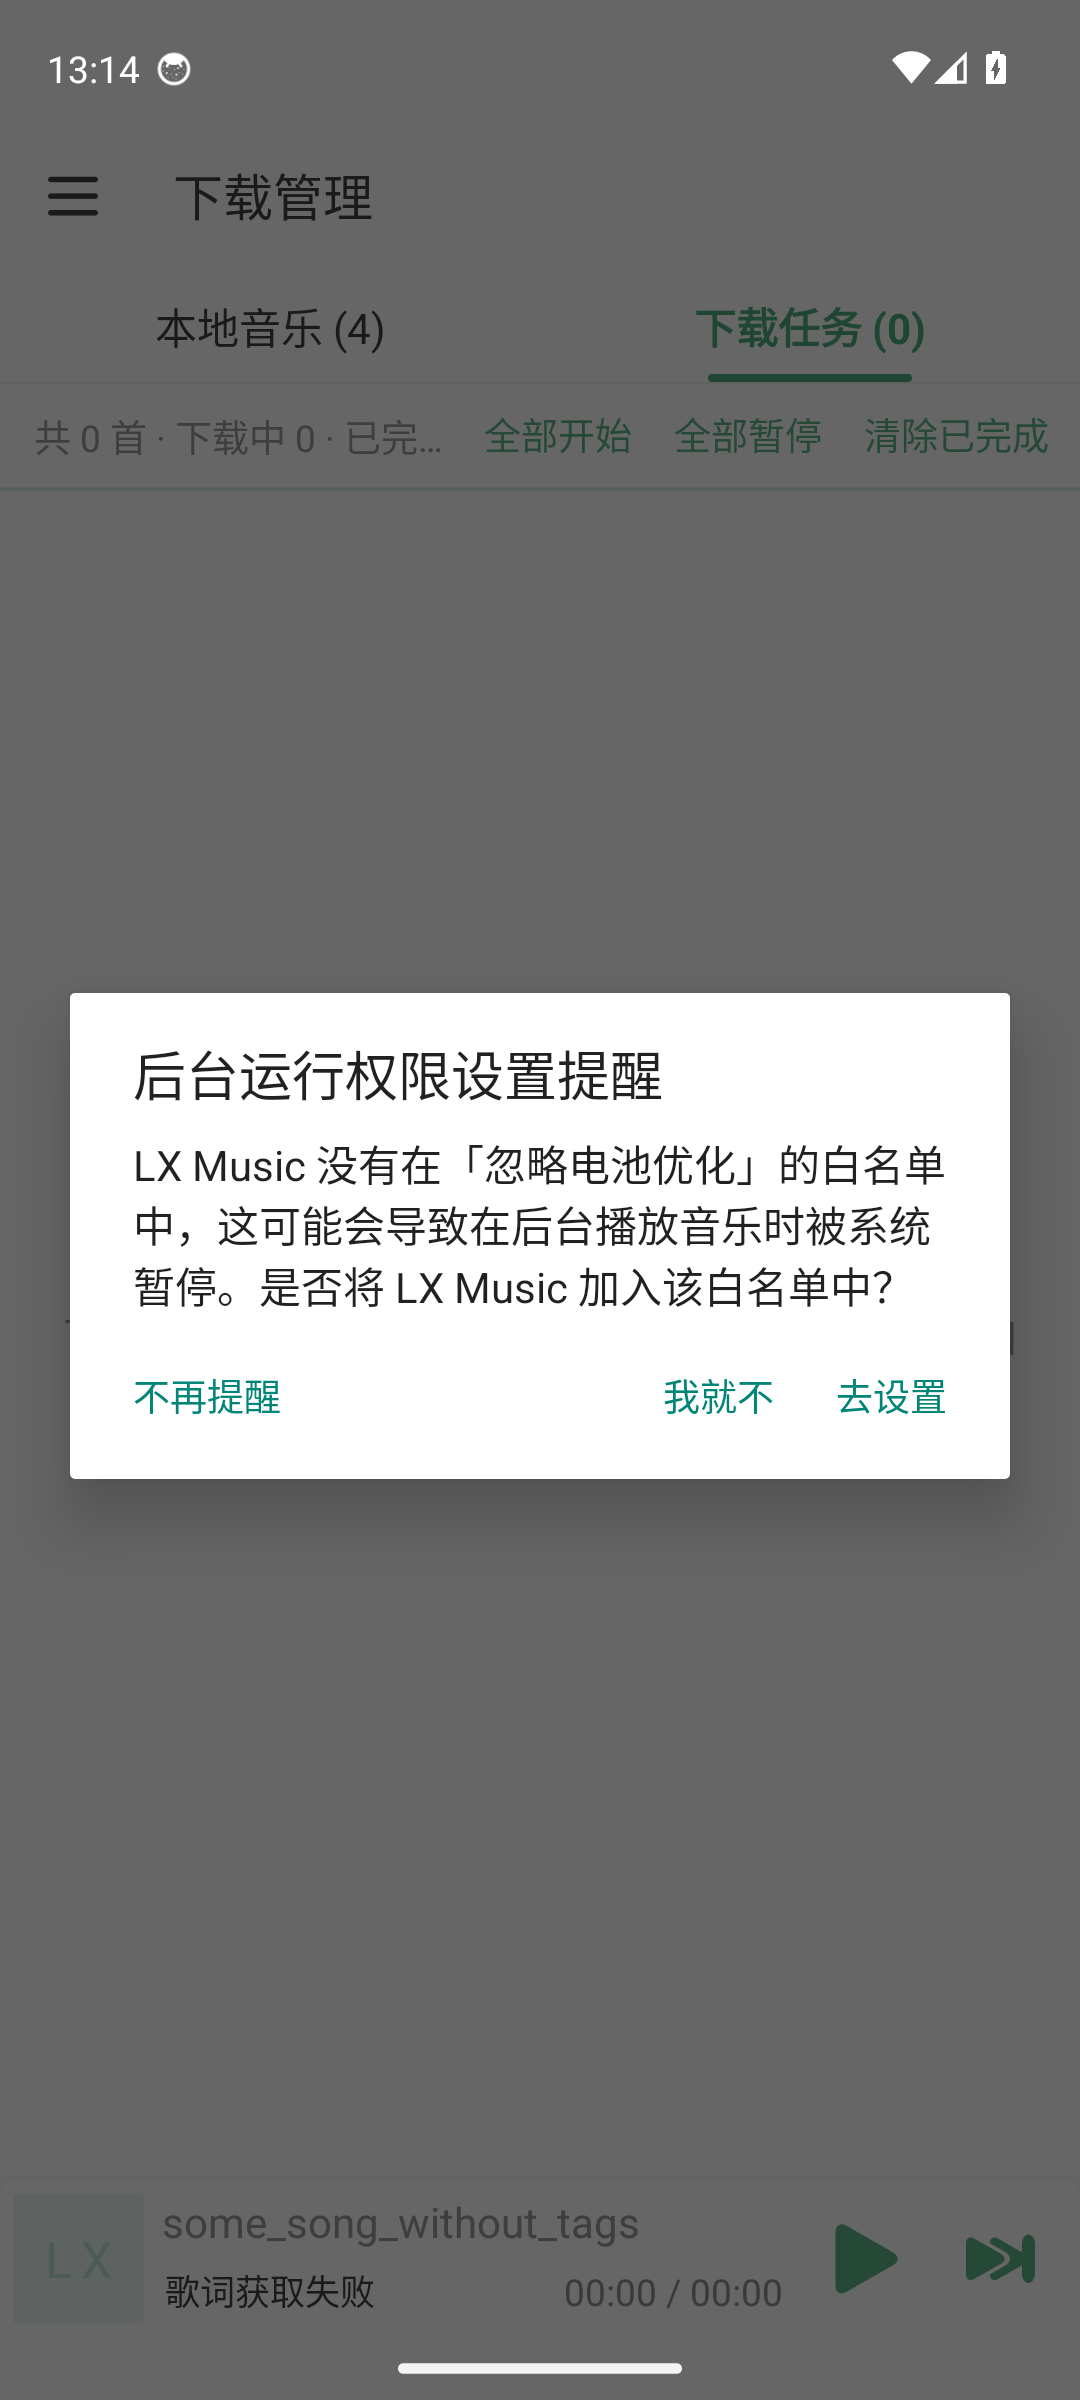 13:14
下载管理
本地音乐 (4)
下载任务 (0)
共 0 首 · 下载中 0 · 已完...
全部开始
全部暂停
清除已完成
后台运行权限设置提醒
LX Music 没有在「忽略电池优化」的白名单
中，这可能会导致在后台播放音乐时被系统
暂停。是否将 LX Music 加入该白名单中？
不再提醒
我就不
去设置
LX
some_song_without_tags
歌词获取失败
00:00 / 00:00